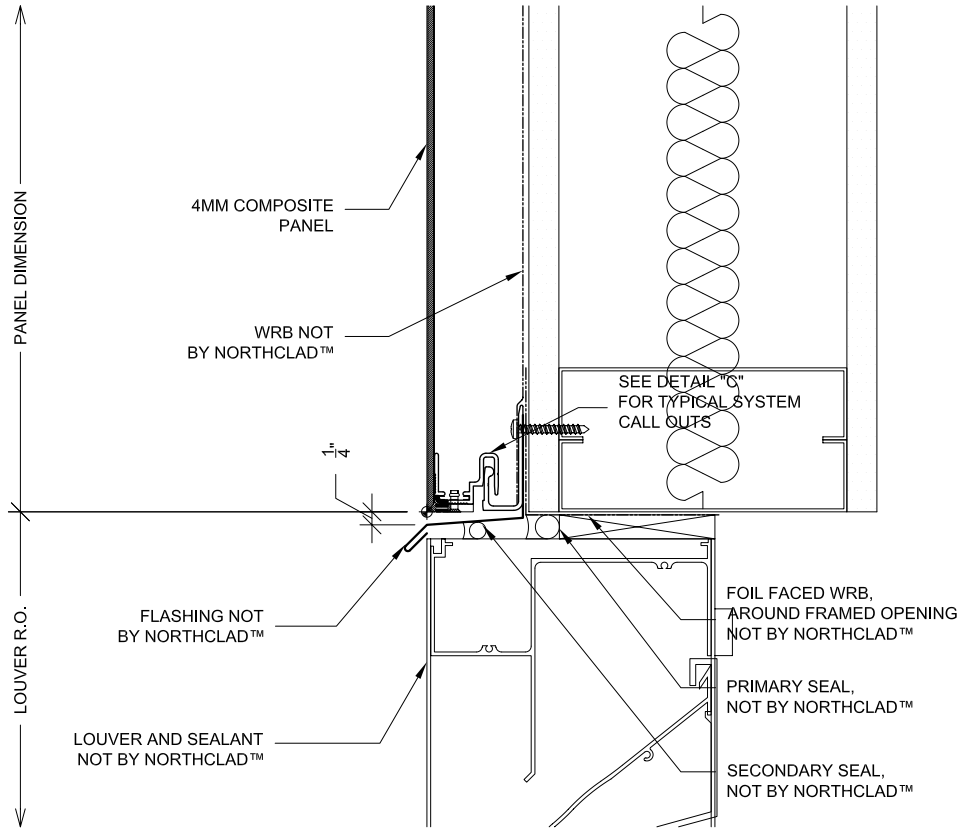 PANEL DIMENSION
4MM COMPOSITE
PANEL
WRB NOT
BY NORTHCLAD™
SEE DETAIL "C"
FOR TYPICAL SYSTEM
CALL OUTS
1"
4
FLASHING NOT
BY NORTHCLAD™
LOUVER R.O.
LOUVER AND SEALANT
NOT BY NORTHCLAD™
FOIL FACED WRB,
AROUND FRAMED OPENING
NOT BY NORTHCLAD™
PRIMARY SEAL,
NOT BY NORTHCLAD™
SECONDARY SEAL,
NOT BY NORTHCLAD™